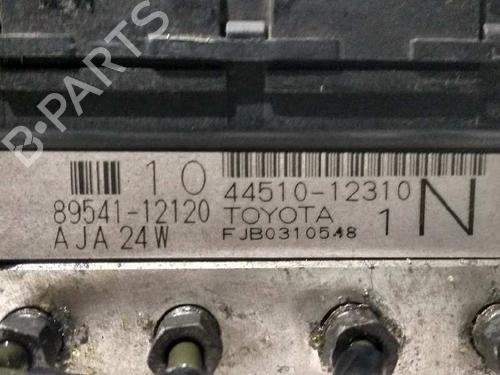 B-PARTS
10
44510-12310
89541-12120
TOYOTA
1 N
AJA 24W
FJB0310548